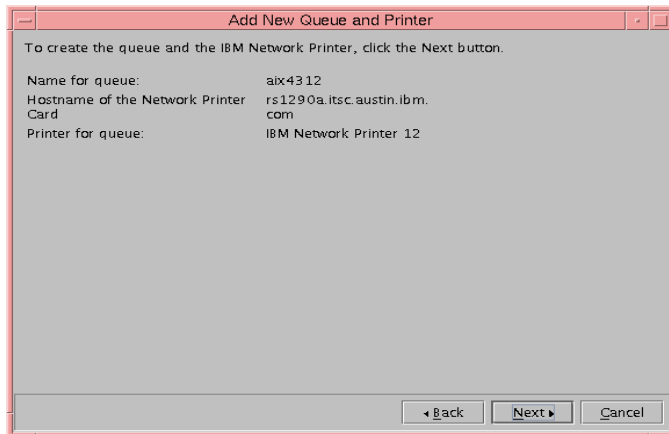 Add New Queue and Printer
To create the queue and the IBM Network Printer, click the Next button.
Name for queue: aix4312
Hostname of the Network Printer Card rs1290a.itsc.austin.ibm.com
Printer for queue: IBM Network Printer 12
Back Next Cancel